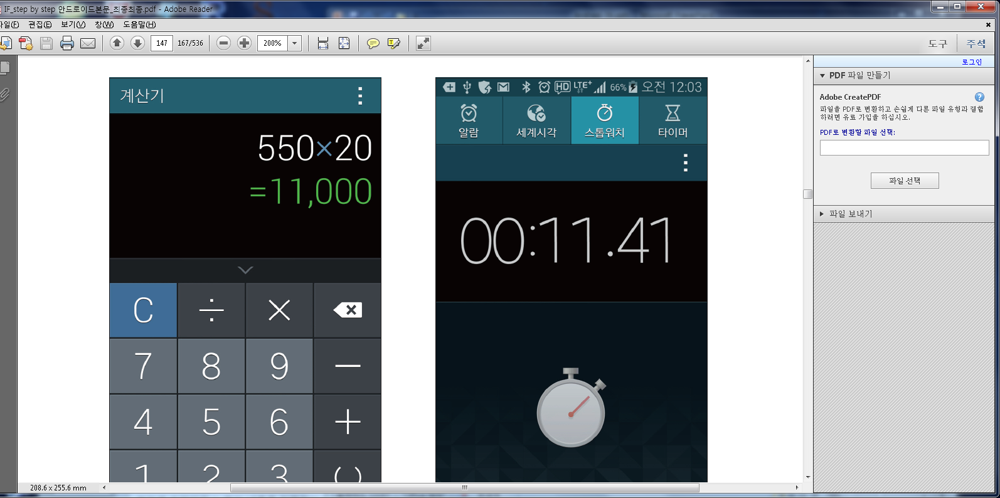 IF_step by step 안드로이드본문_최종최종.pdf - Adobe Reader
파일(F) 편집(E) 보기(V) 창(W) 도움말(H)
147 167/536 200% 도구 주석
로그인
PDF 파일 만들기
Adobe CreatePDF
파일을 PDF로 변환하고 손쉽게 다른 파일 유형과 결합
하려면 유료 가입을 하십시오.
PDF로 변환할 파일 선택:
파일 선택
파일 보내기
계산기
550×20
=11,000
C ÷ × 
7 8 9 −
4 5 6 +
1 2 3 ()
HD LTE+ 66% 오전 12:03
알람 세계시각 스톱워치 타이머
00:11.41
208.6 x 255.6 mm